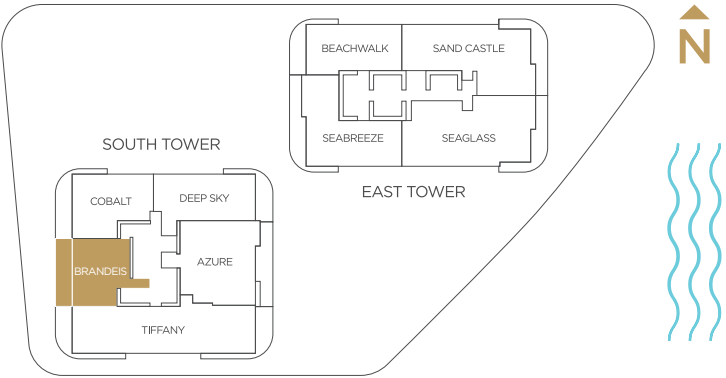 BEACHWALK
SAND CASTLE
N
SEABREEZE
SEAGLASS
SOUTH TOWER
EAST TOWER
COBALT
DEEP SKY
BRANDEIS
AZURE
TIFFANY